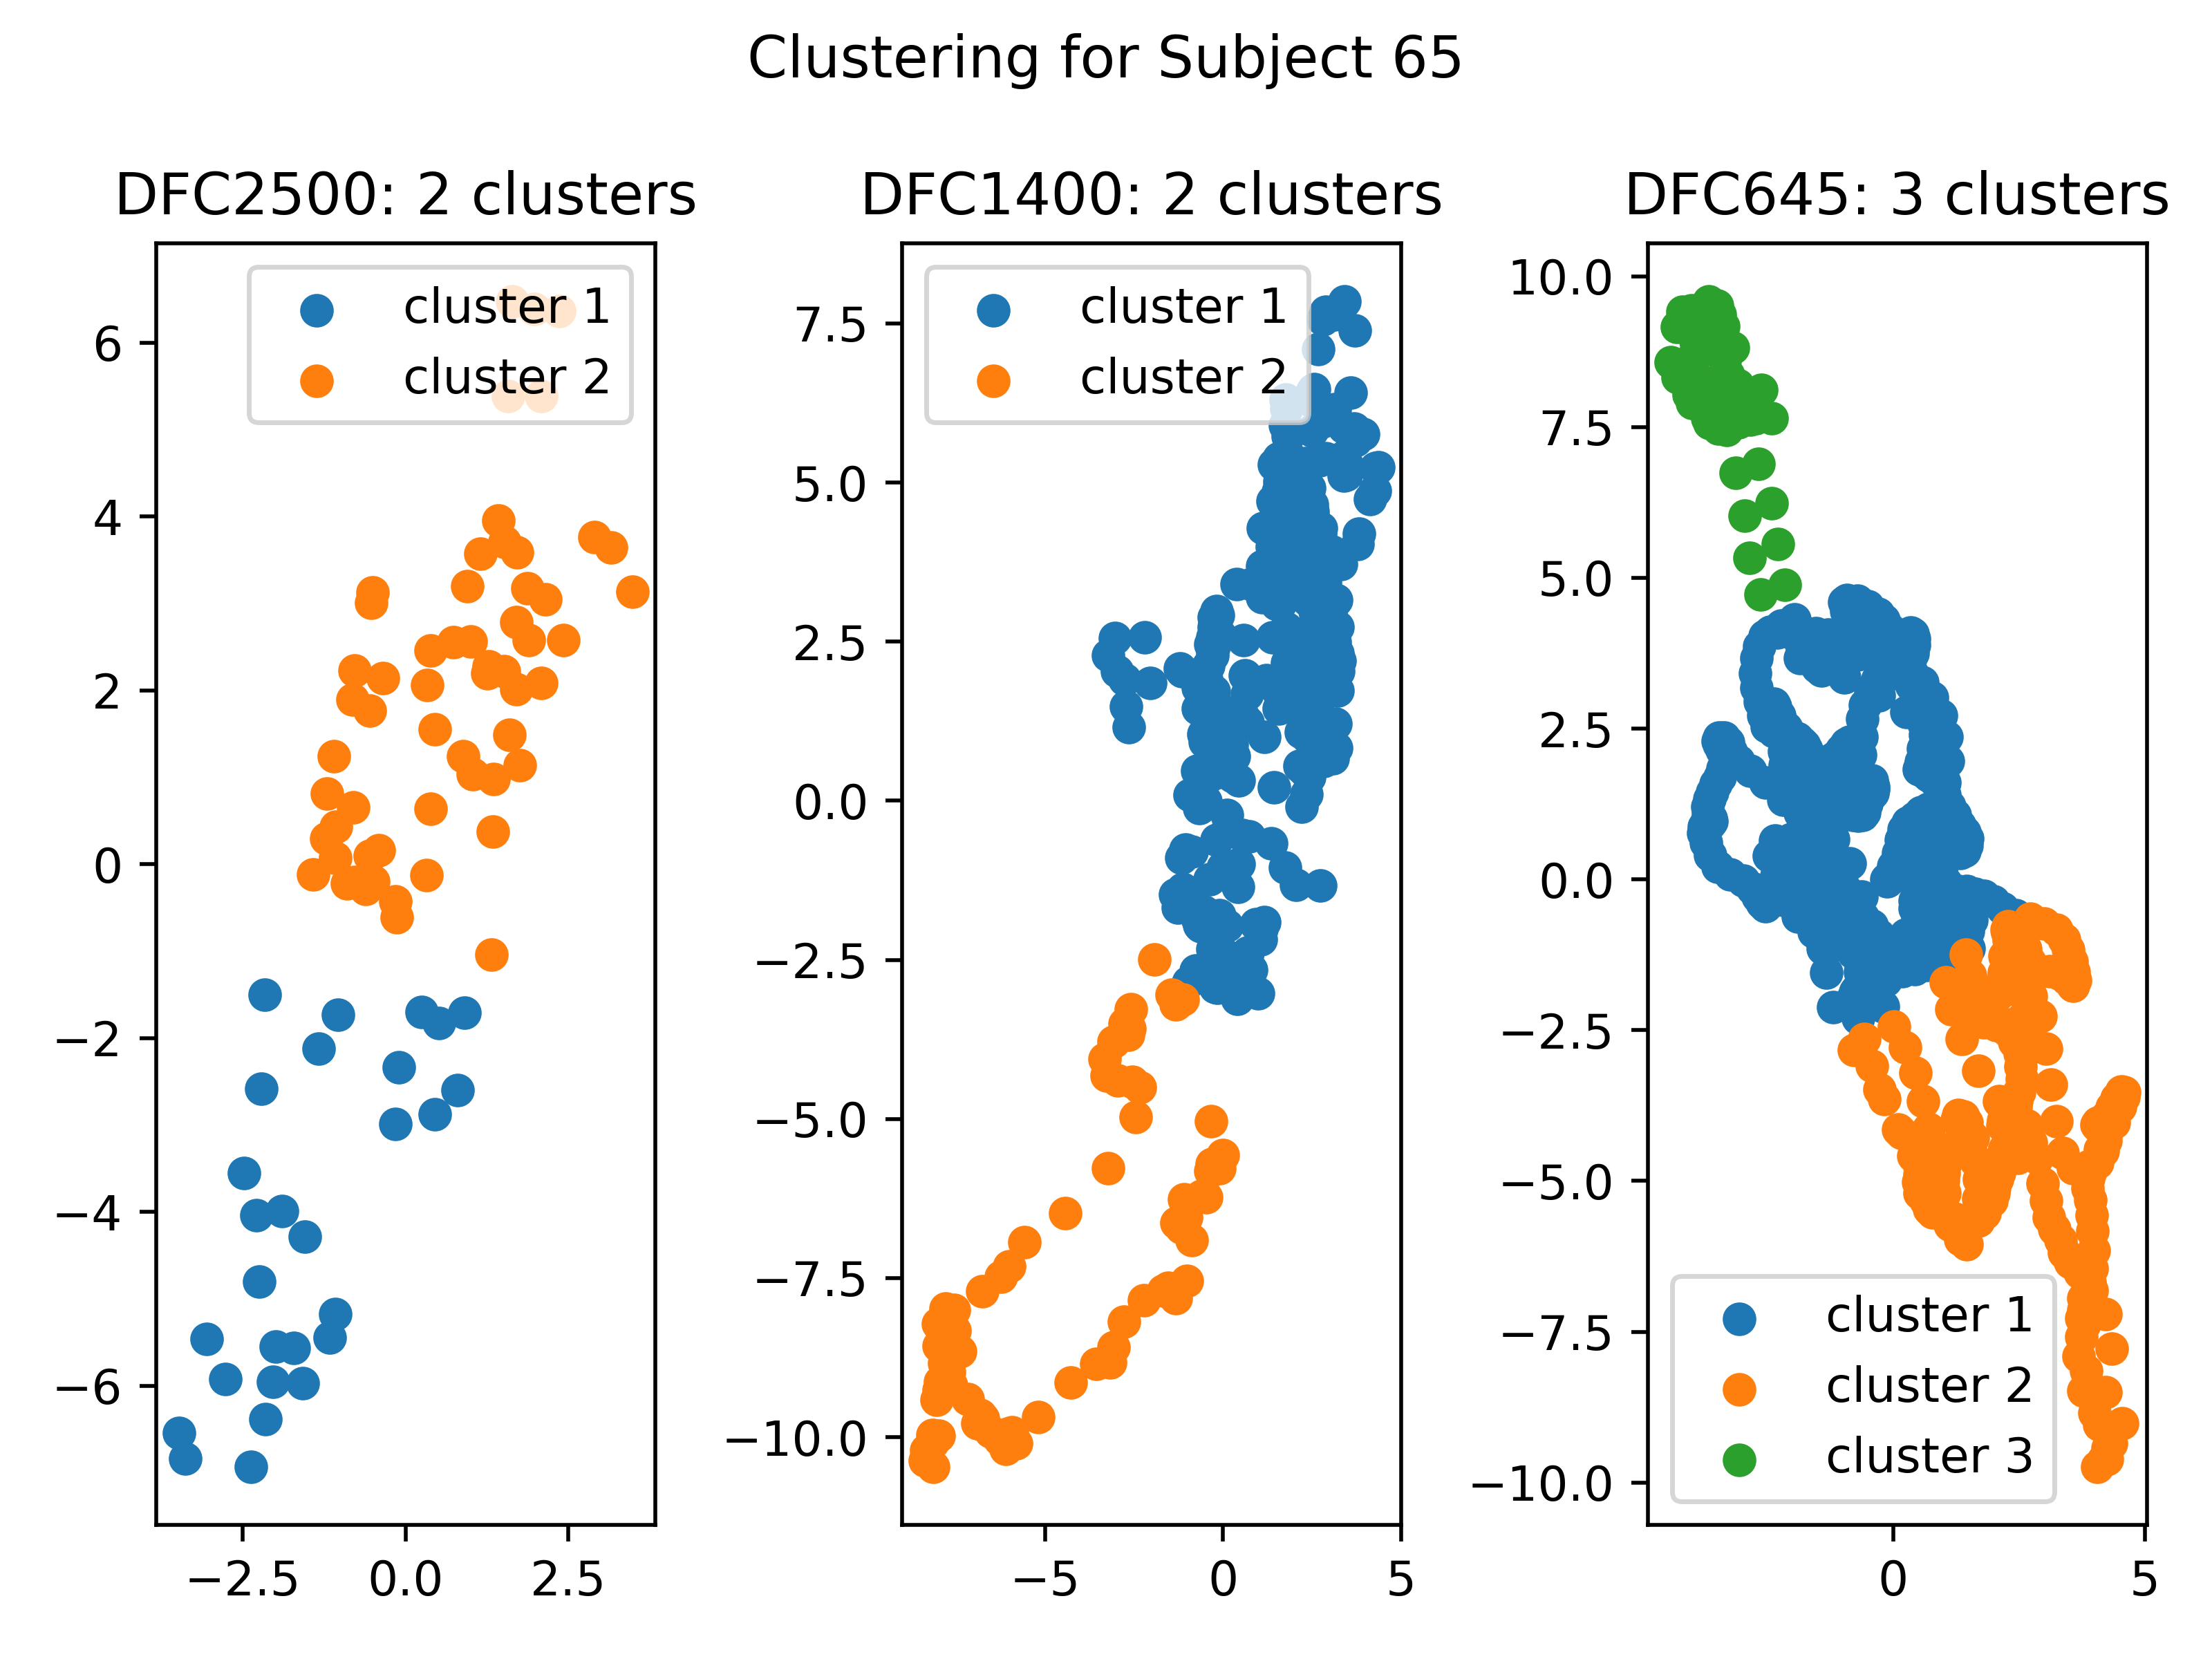 Clustering for Subject 65
DFC2500: 2 clusters
6
4
2
0
−2
−4
−6
−2.5 0.0 2.5
cluster 1
cluster 2
DFC1400: 2 clusters
7.5
5.0
2.5
0.0
−2.5
−5.0
−7.5
−10.0
−5 0 5
cluster 1
cluster 2
DFC645: 3 clusters
10.0
7.5
5.0
2.5
0.0
−2.5
−5.0
−7.5
−10.0
0 5
cluster 1
cluster 2
cluster 3